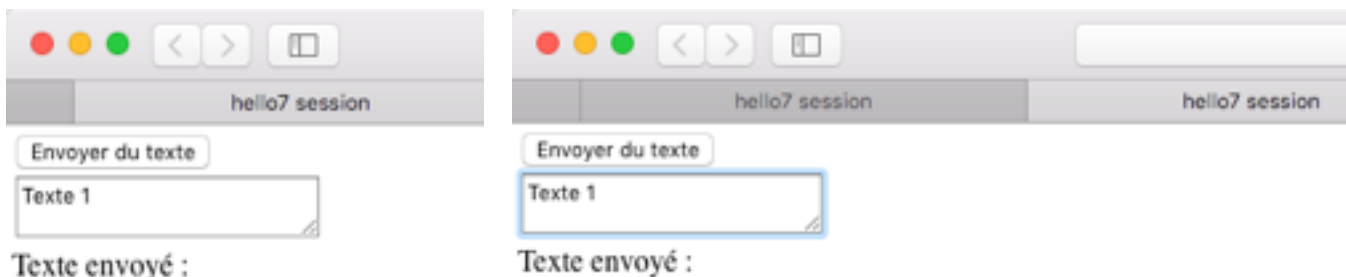 hello7 session
Envoyer du texte
Texte 1
Texte envoyé :
hello7 session hello7 session
Envoyer du texte
Texte 1
Texte envoyé :